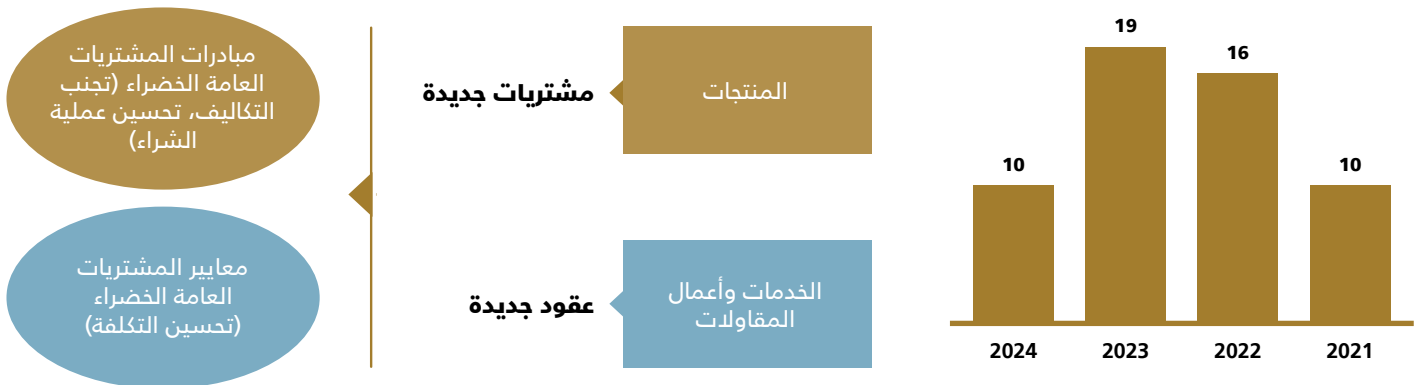 19
16
10
10
2021
2022
2023
2024
المنتجات
مشتريات جديدة
الخدمات وأعمال
المقاولات
عقود جديدة
مبادرات المشتريات
العامة الخضراء (تجنب
التكاليف، تحسين عملية
الشراء)
معايير المشتريات
العامة الخضراء
(تحسين التكلفة)